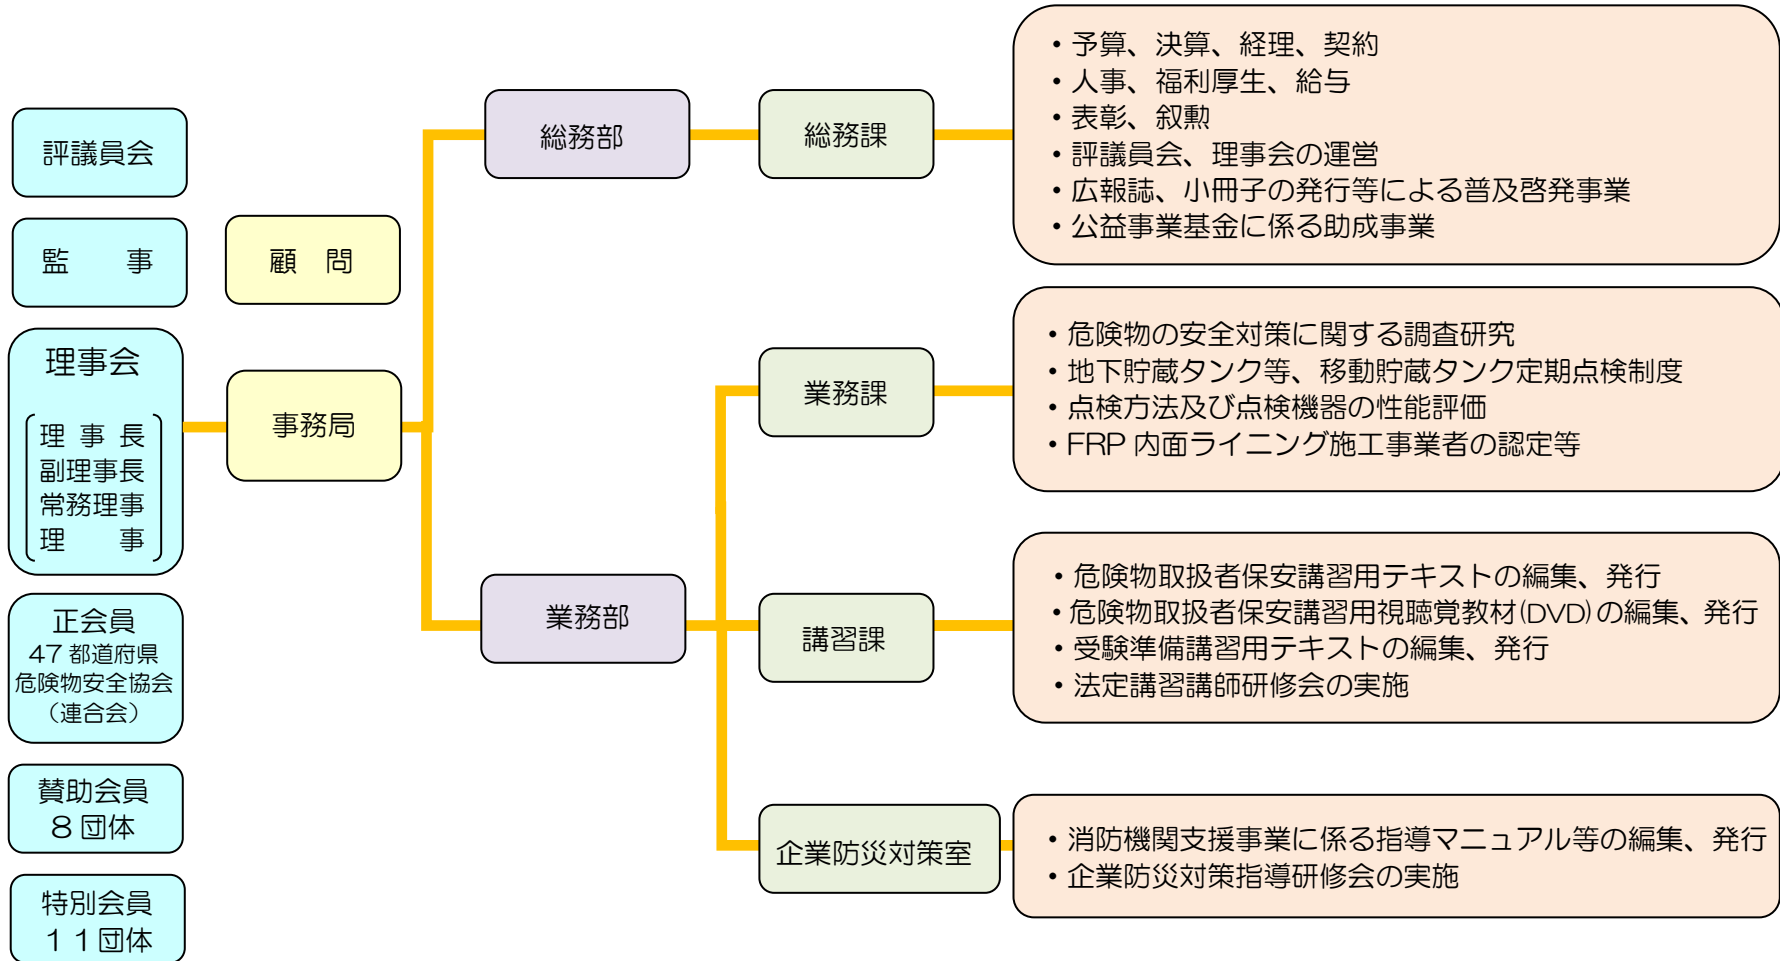 評議員会
監　事
理事会
理 事 長
副理事長
常務理事
理　事
正会員
47 都道府県
危険物安全協会
（連合会）
賛助会員
８団体
特別会員
１１団体
顧　問
事務局
総務部
業務部
総務課
業務課
講習課
企業防災対策室
・予算、決算、経理、契約
・人事、福利厚生、給与
・表彰、叙勲
・評議員会、理事会の運営
・広報誌、小冊子の発行等による普及啓発事業
・公益事業基金に係る助成事業
・危険物の安全対策に関する調査研究
・地下貯蔵タンク等、移動貯蔵タンク定期点検制度
・点検方法及び点検機器の性能評価
・FRP 内面ライニング施工事業者の認定等
・危険物取扱者保安講習用テキストの編集、発行
・危険物取扱者保安講習用視聴覚教材(DVD)の編集、発行
・受験準備講習用テキストの編集、発行
・法定講習講師研修会の実施
・消防機関支援事業に係る指導マニュアル等の編集、発行
・企業防災対策指導研修会の実施